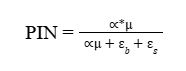 PIN = ∝*μ / ∝μ + ε_b + ε_s